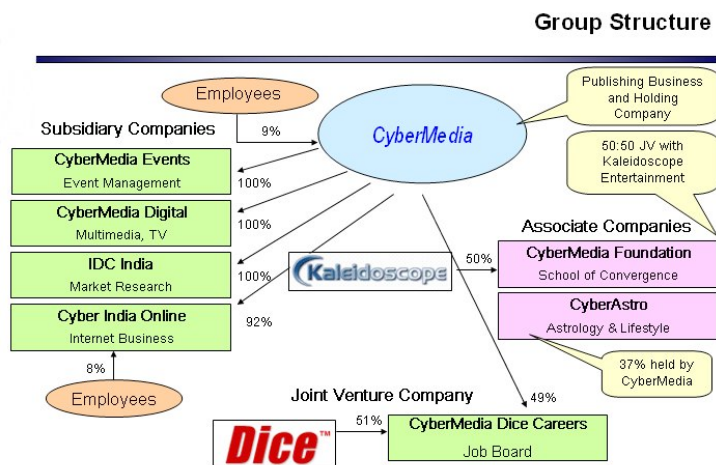 Group Structure
Employees
Publishing Business
and Holding
Company
9%
CyberMedia
Subsidiary Companies
CyberMedia Events
Event Management
100%
50:50 JV with
Kaleidoscope
Entertainment
CyberMedia Digital
Multimedia, TV
100%
Associate Companies
IDC India
Market Research
100%
Kaleidoscope
50%
CyberMedia Foundation
School of Convergence
Cyber India Online
Internet Business
92%
CyberAstro
Astrology & Lifestyle
8%
37% held by
CyberMedia
Employees
Joint Venture Company
49%
Dice™
51%
CyberMedia Dice Careers
Job Board